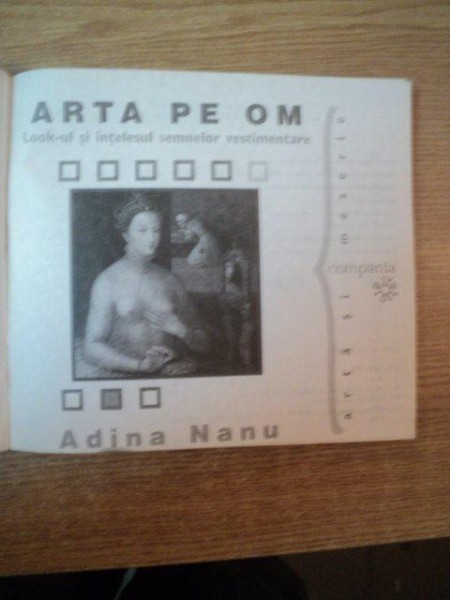 ARTA PE OM
Look-ul și înțelesul semnelor vestimentare
Adina Nanu
compania
artă și meserie